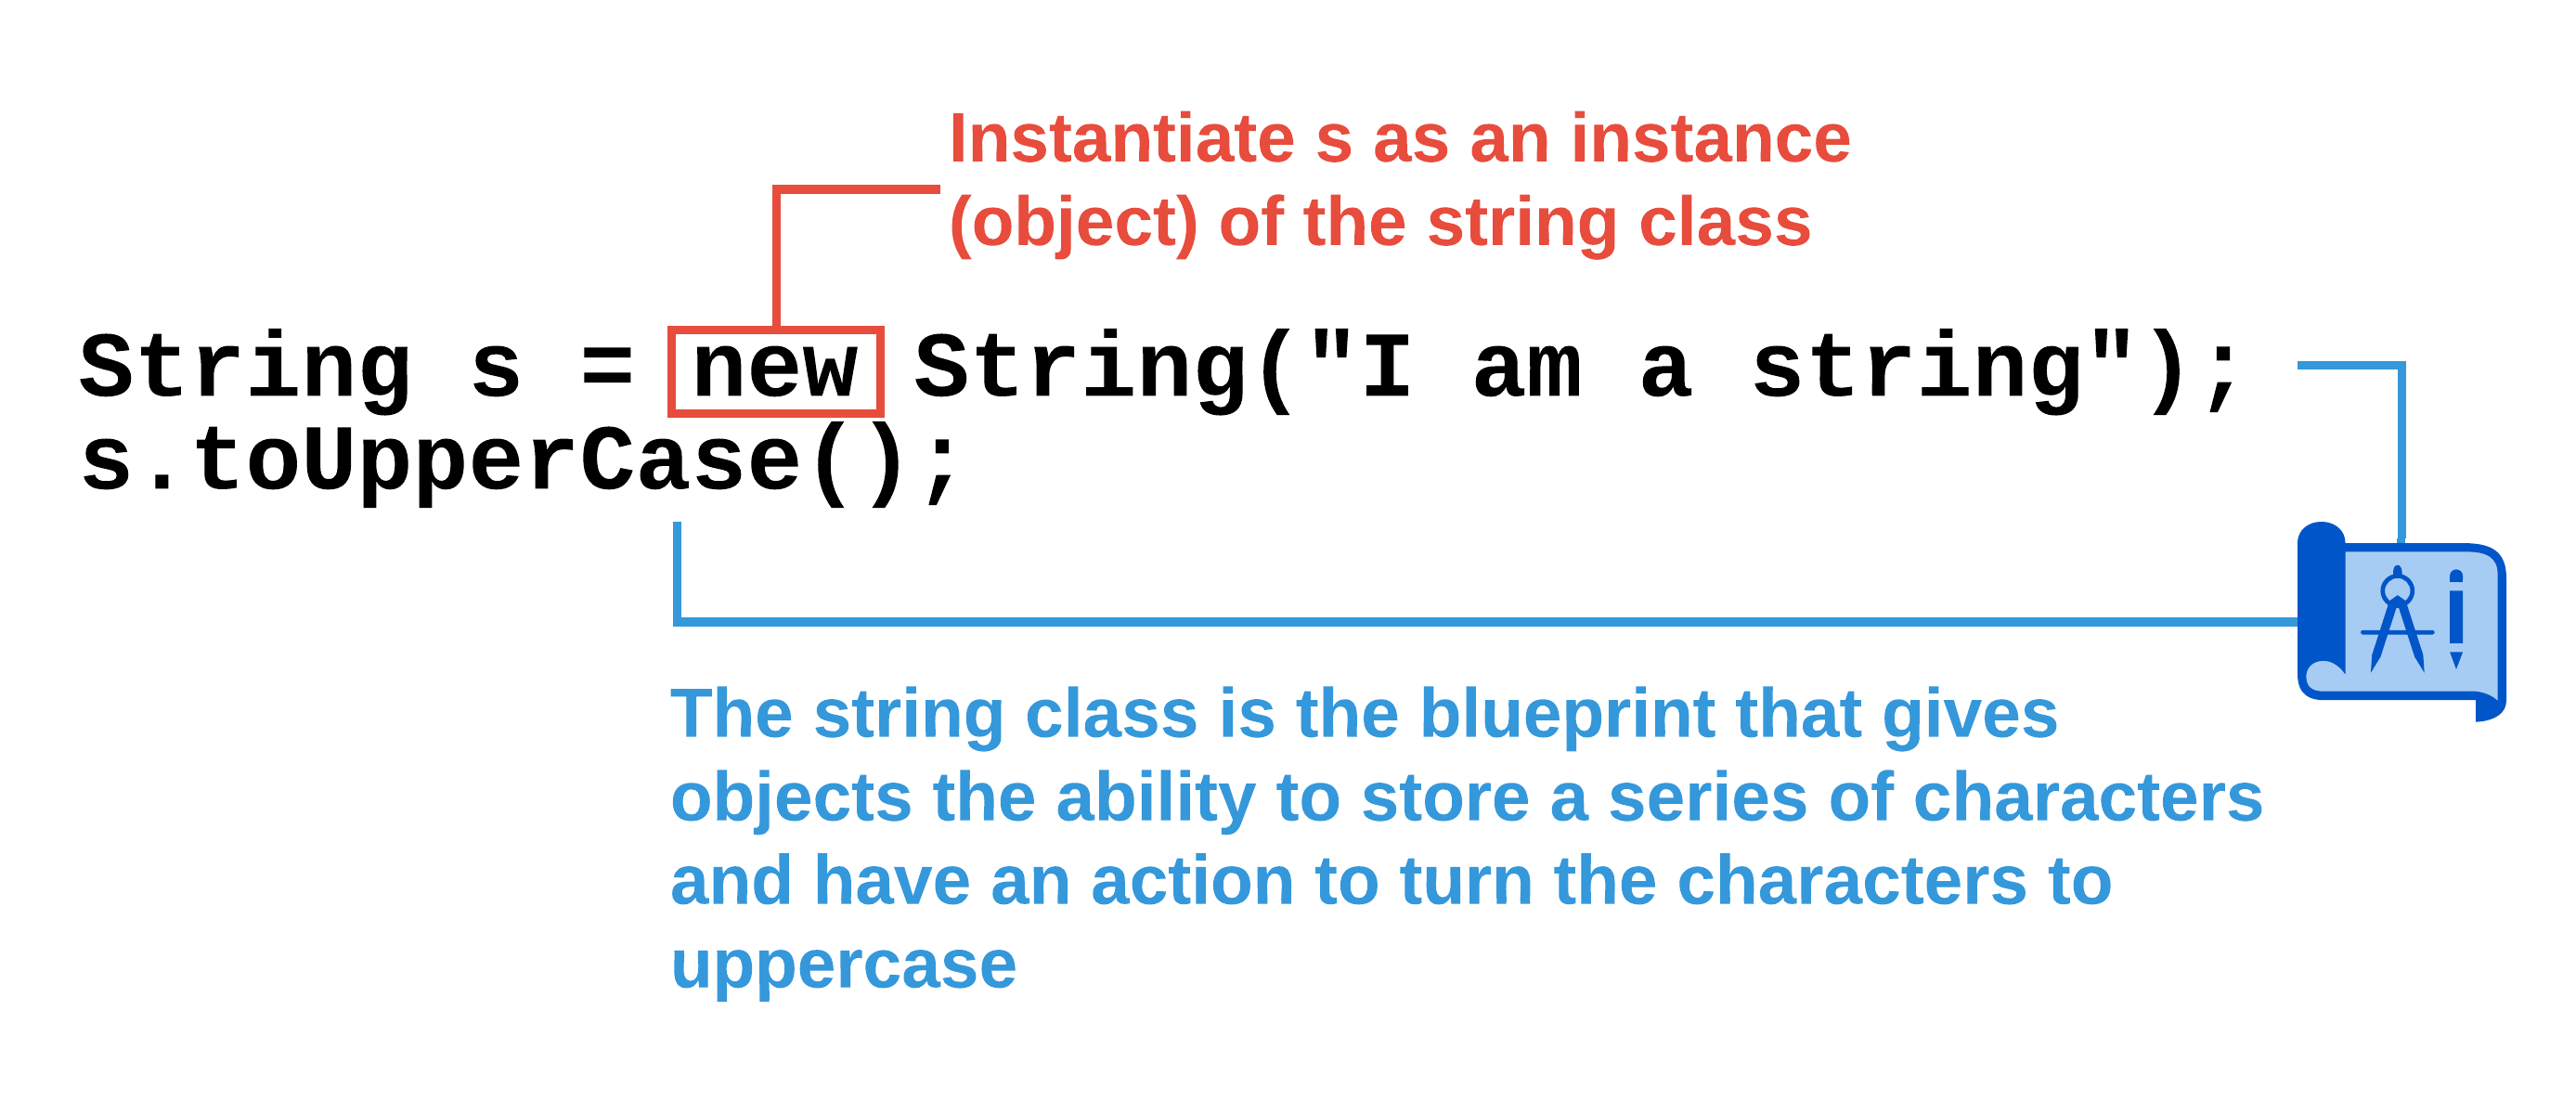 Instantiate s as an instance
(object) of the string class
String s = new String("I am a string");
s.toUpperCase();
The string class is the blueprint that gives
objects the ability to store a series of characters
and have an action to turn the characters to
uppercase